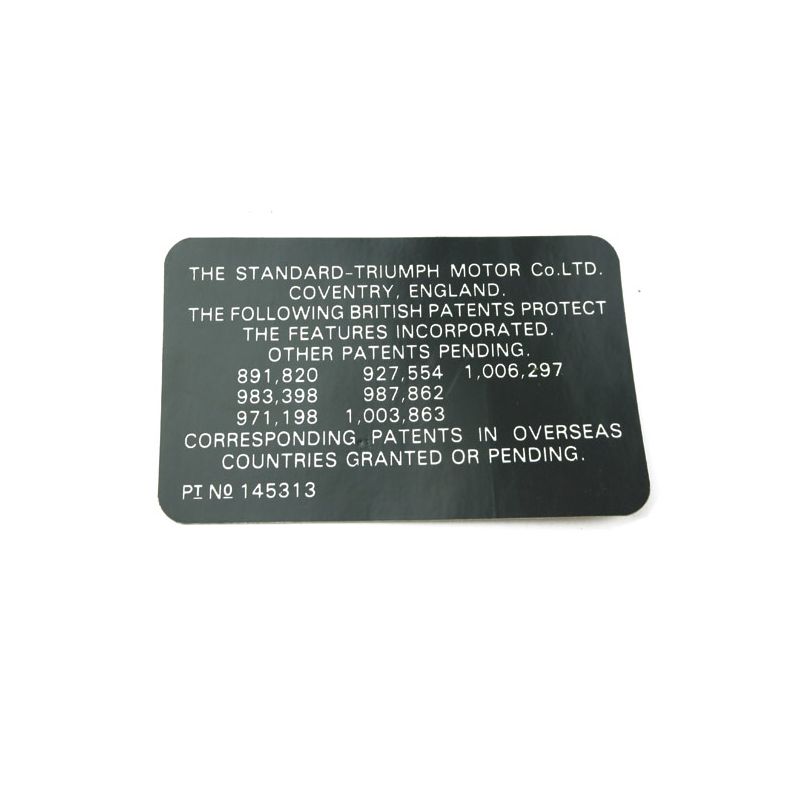 THE STANDARD-TRIUMPH MOTOR Co.LTD.
COVENTRY, ENGLAND.
THE FOLLOWING BRITISH PATENTS PROTECT
THE FEATURES INCORPORATED.
OTHER PATENTS PENDING.
891,820 927,554 1,006,297
983,398 987,862
971,198 1,003,863
CORRESPONDING PATENTS IN OVERSEAS
COUNTRIES GRANTED OR PENDING.
PT No 145313